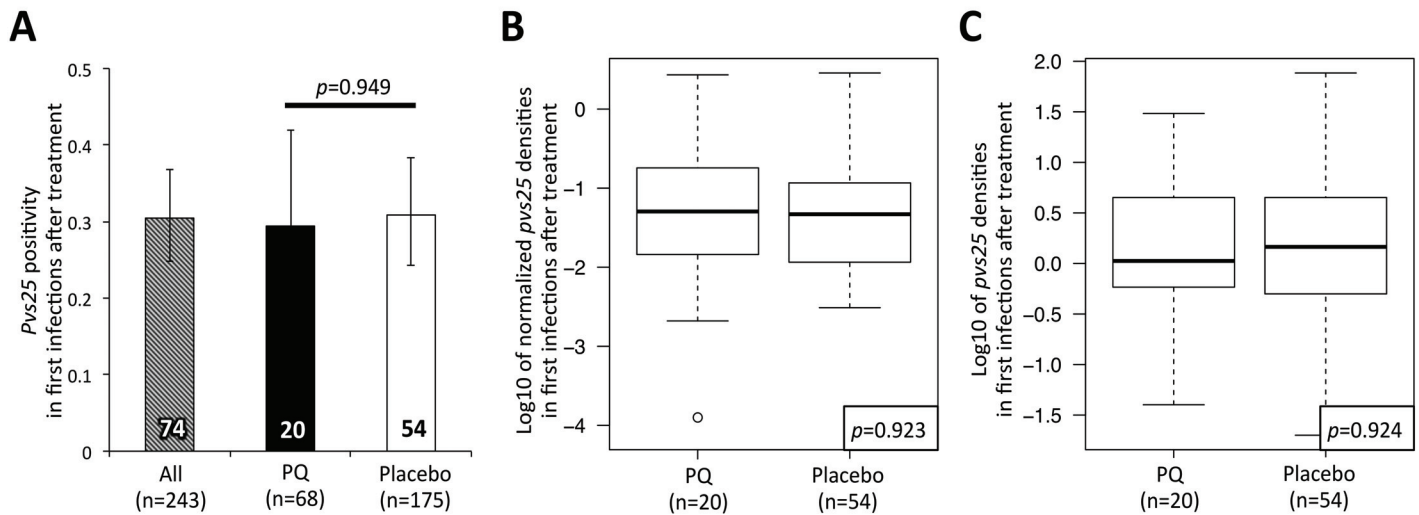 A
Pvs25 positivity
in first infections after treatment
0.5
0.4
0.3
0.2
0.1
0
p=0.949
74
20
54
All
(n=243)
PQ
(n=68)
Placebo
(n=175)
B
Log10 of normalized pvs25 densities
in first infections after treatment
0
−1
−2
−3
−4
p=0.923
PQ
(n=20)
Placebo
(n=54)
C
Log10 of pvs25 densities
in first infections after treatment
2.0
1.5
1.0
0.5
0.0
−0.5
−1.0
−1.5
p=0.924
PQ
(n=20)
Placebo
(n=54)